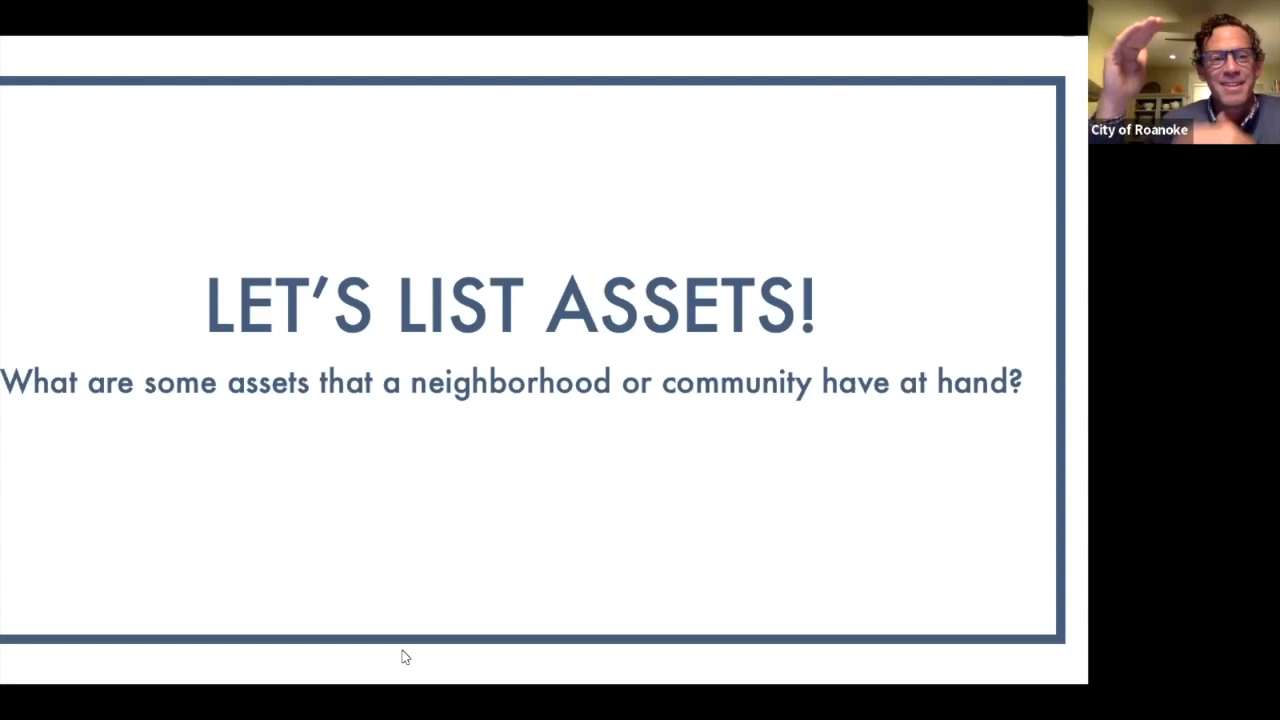 LET’S LIST ASSETS!
What are some assets that a neighborhood or community have at hand?
City of Roanoke